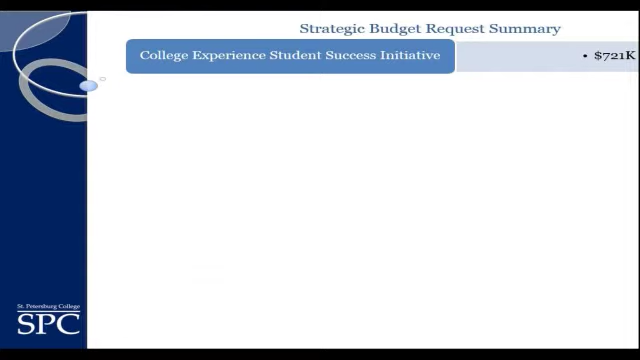 Strategic Budget Request Summary
College Experience Student Success Initiative
• $721K
St. Petersburg College
SPC